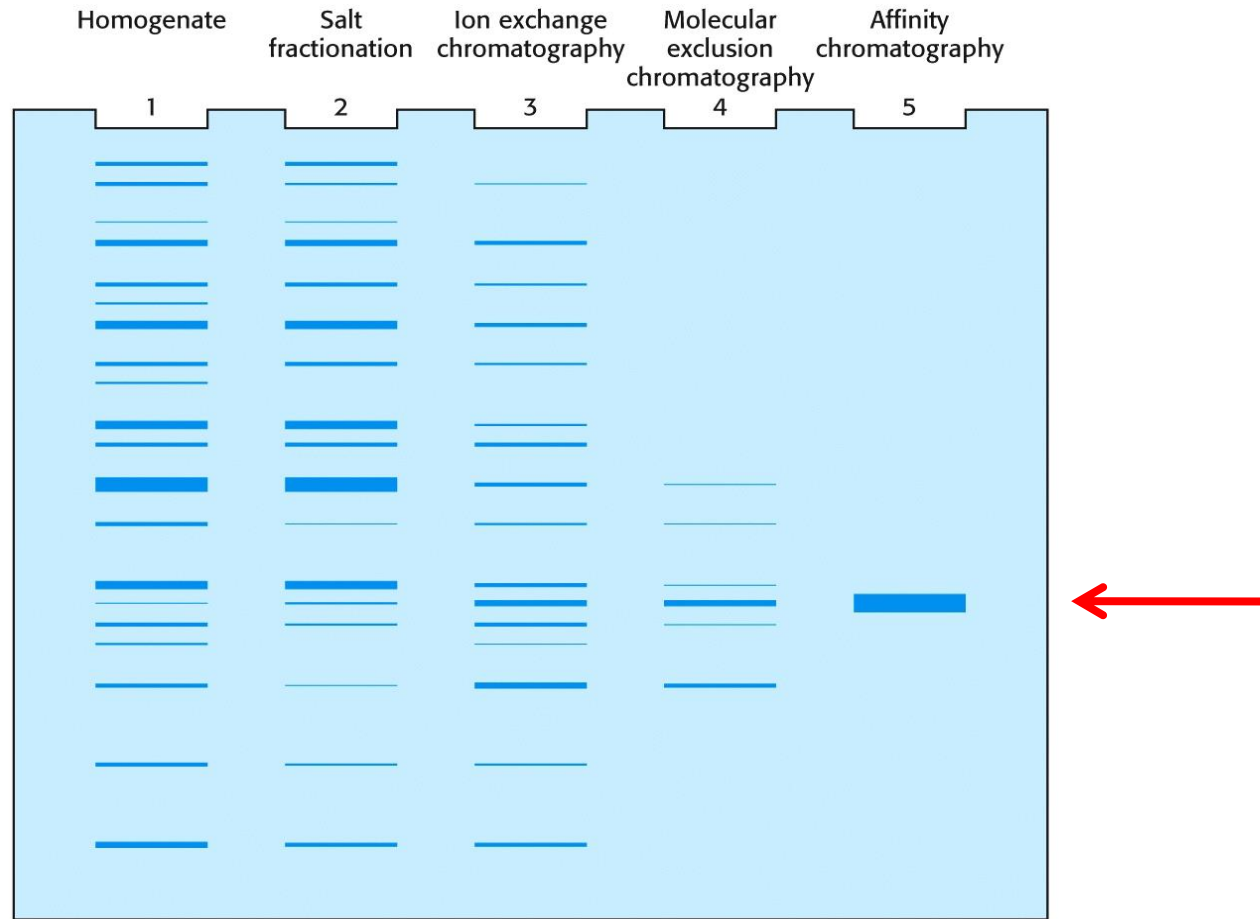 Homogenate
Salt
fractionation
Ion exchange
chromatography
Molecular
exclusion
chromatography
Affinity
chromatography
1
2
3
4
5